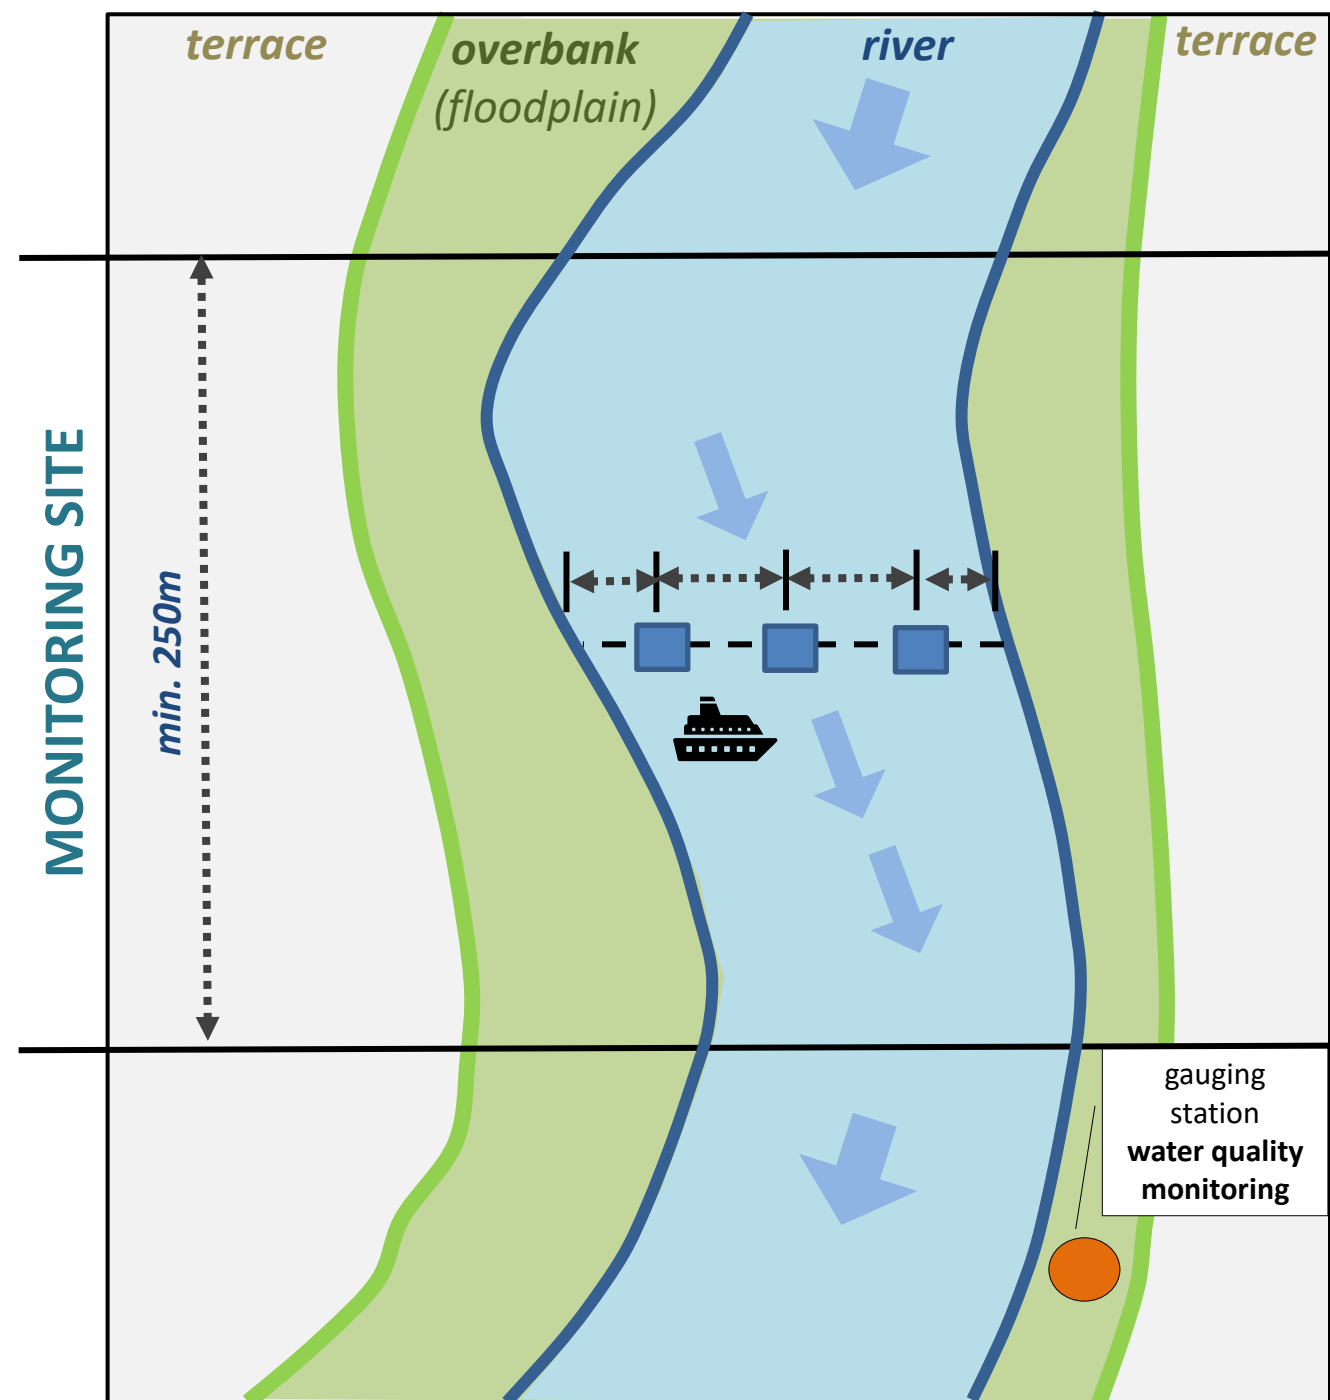 terrace
overbank
(floodplain)
river
terrace
MONITORING SITE
min. 250m
gauging
station
water quality
monitoring